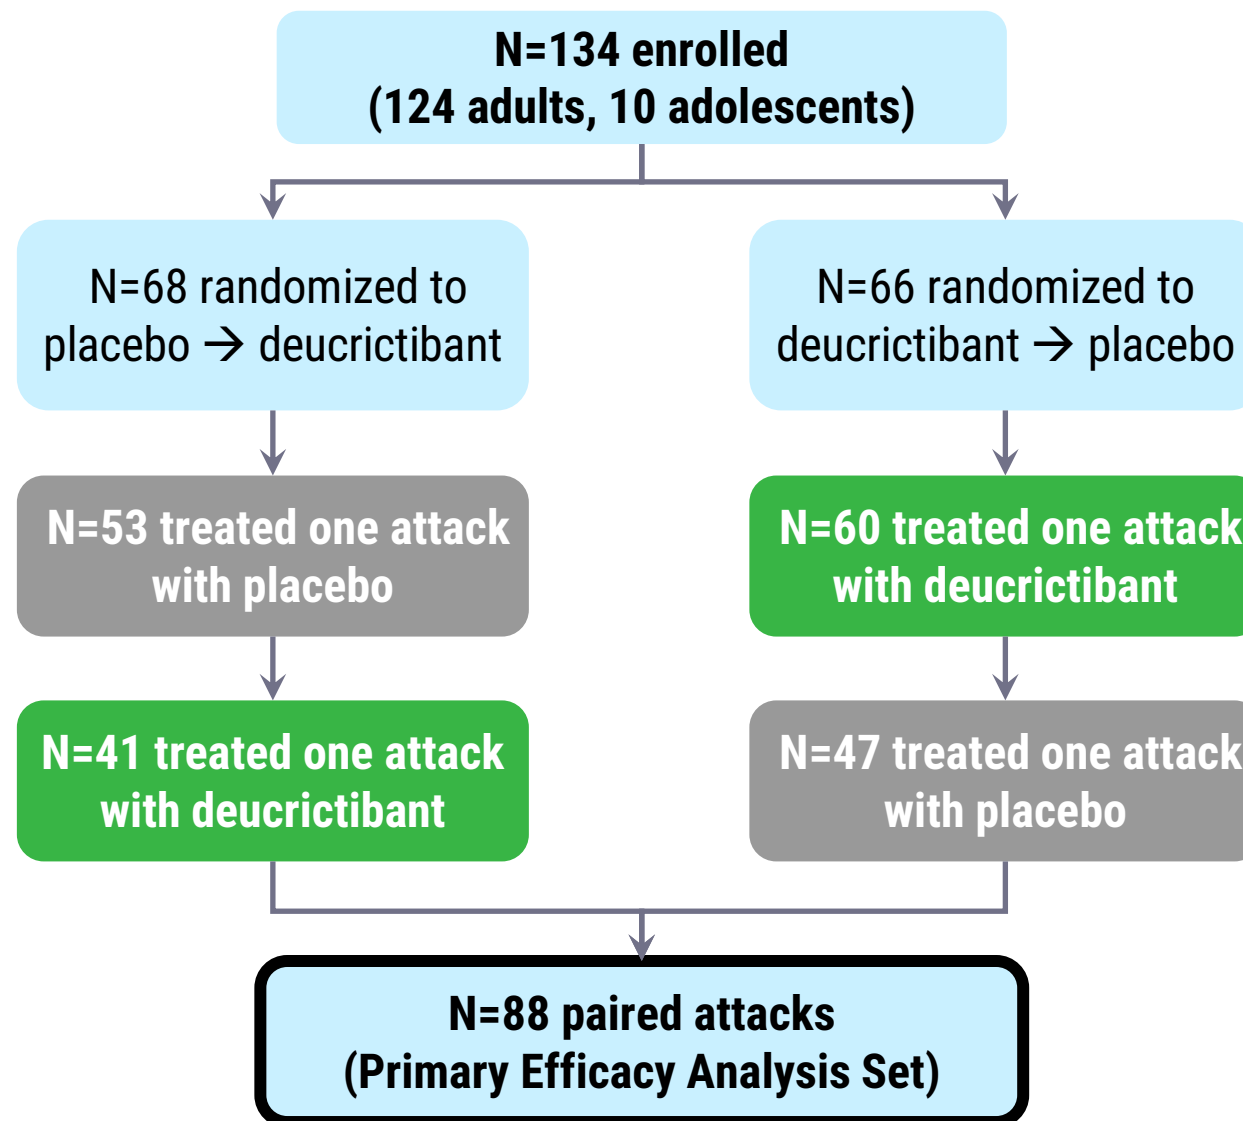 N=134 enrolled
(124 adults, 10 adolescents)
N=68 randomized to
placebo → deucrictibant
N=66 randomized to
deucrictibant → placebo
N=53 treated one attack
with placebo
N=60 treated one attack
with deucrictibant
N=41 treated one attack
with deucrictibant
N=47 treated one attack
with placebo
N=88 paired attacks
(Primary Efficacy Analysis Set)